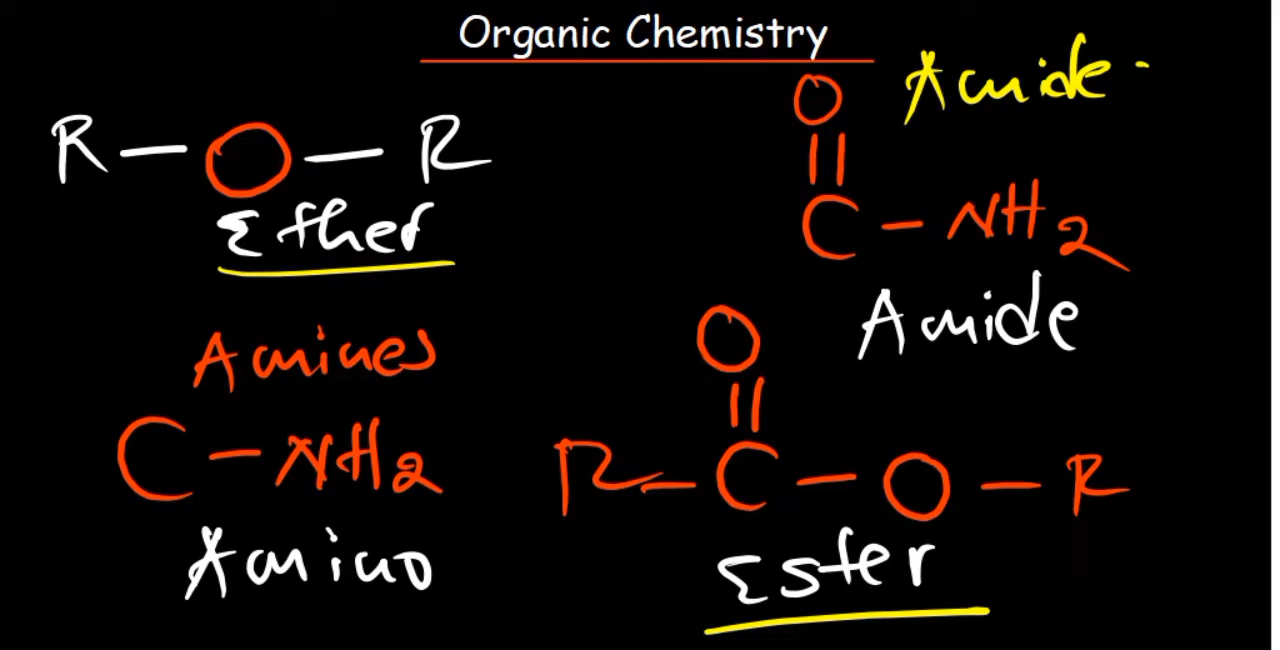 Organic Chemistry
R - O - R
Ether
Amide
O
||
C - NH2
Amide
Amines
C - NH2
Amino
O
||
R - C - O - R
Ester